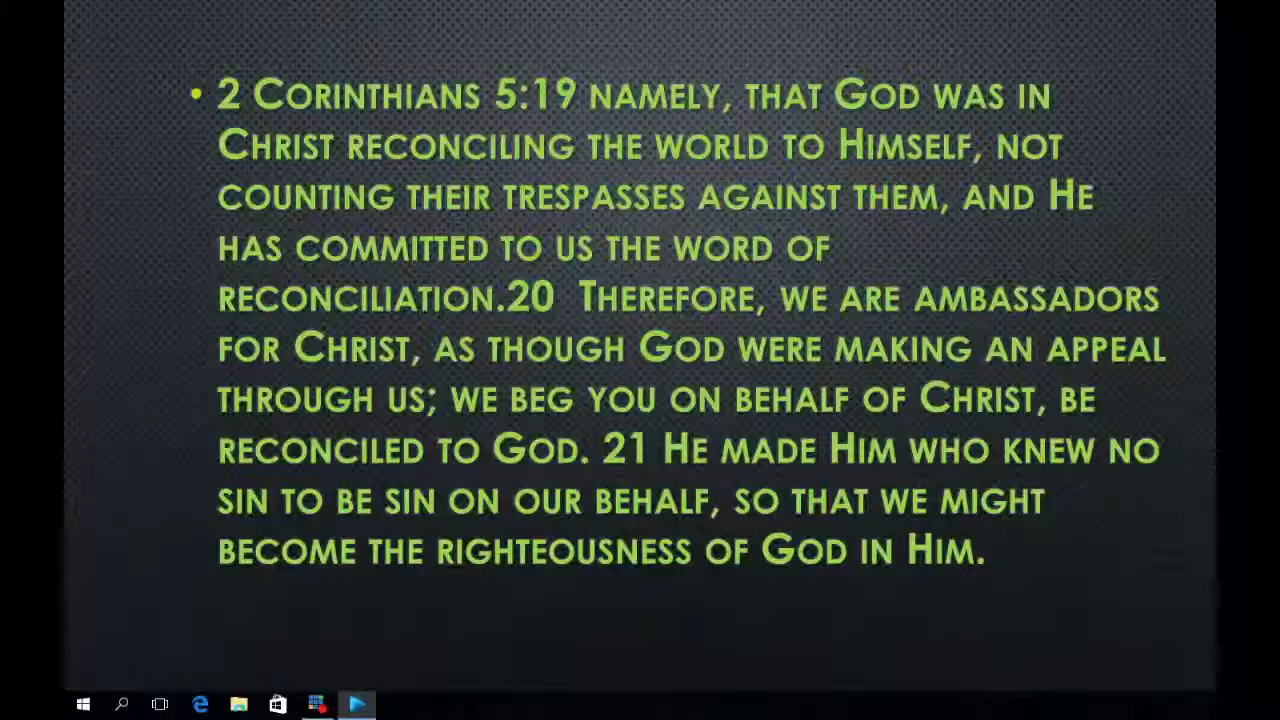 • 2 Corinthians 5:19 namely, that God was in
Christ reconciling the world to Himself, not
counting their trespasses against them, and He
has committed to us the word of
reconciliation.20  Therefore, we are ambassadors
for Christ, as though God were making an appeal
through us; we beg you on behalf of Christ, be
reconciled to God. 21 He made Him who knew no
sin to be sin on our behalf, so that we might
become the righteousness of God in Him.